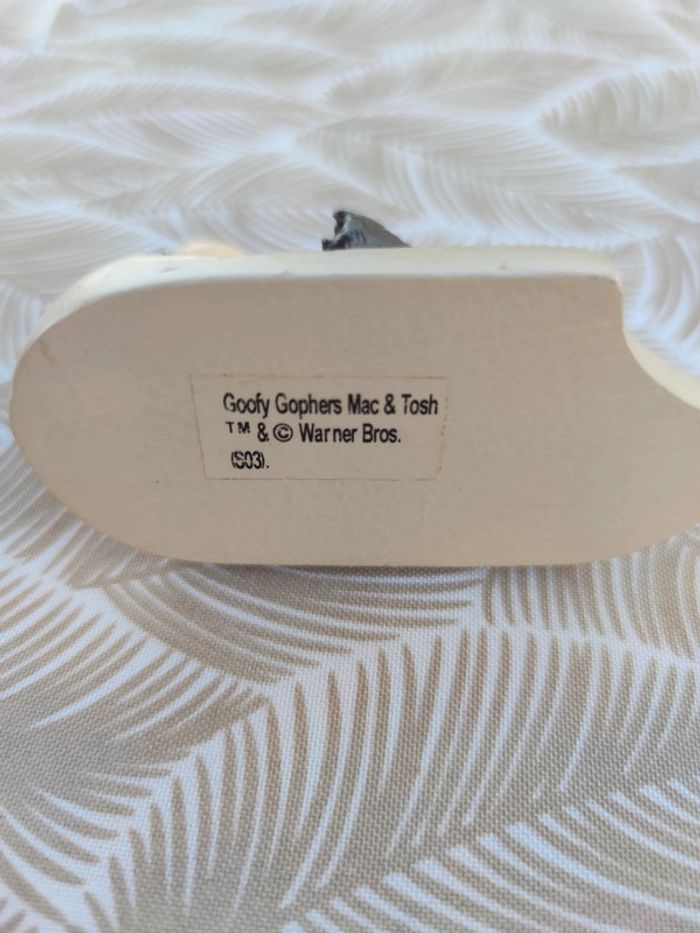 Goofy Gophers Mac & Tosh
™ & © Warner Bros.
(S03).